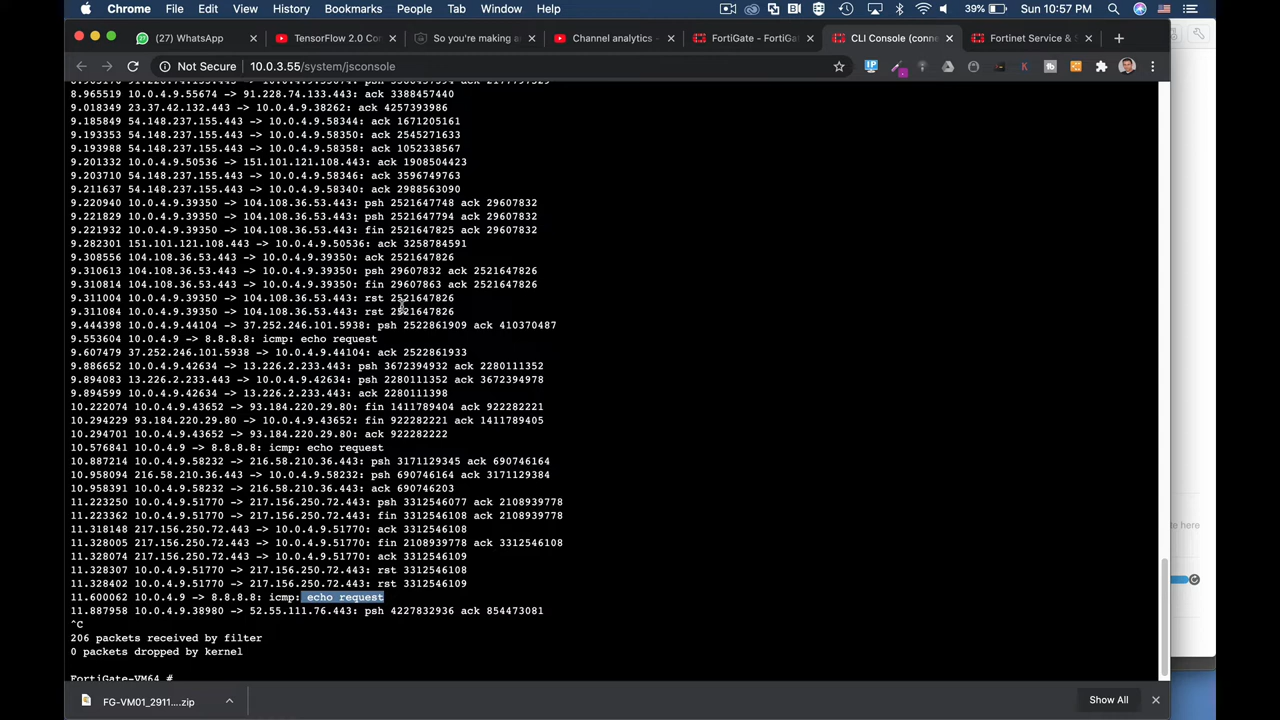 Chrome File Edit View History Bookmarks People Tab Window Help 39% Sun 10:57 PM
(27) WhatsApp Tensor 2.0 Co So you Channel analytic FortiGate - FortiGa CLI Console (conn Fortinet Service &
Not Secure 10.0.3.55/system/jsconsole
8.965519 10.0.4.9.55674 -> 91.228.74.133.443: ack 3388457440
9.018349 23.37.42.132.443 -> 10.0.4.9.38262: ack 4257393986
9.185849 54.148.237.155.443 -> 10.0.4.9.58344: ack 1671205161
9.193353 54.148.237.155.443 -> 10.0.4.9.58350: ack 2545271633
9.193988 54.148.237.155.443 -> 10.0.4.9.58358: ack 1052338567
9.201332 10.0.4.9.50536 -> 151.101.121.108.443: ack 1908504423
9.203710 54.148.237.155.443 -> 10.0.4.9.58346: ack 3596749763
9.211637 54.148.237.155.443 -> 10.0.4.9.58340: ack 2988563090
9.220940 10.0.4.9.39350 -> 104.108.36.53.443: psh 2521647748 ack 29607832
9.221829 10.0.4.9.39350 -> 104.108.36.53.443: psh 2521647794 ack 29607832
9.221932 10.0.4.9.39350 -> 104.108.36.53.443: fin 2521647825 ack 29607832
9.282301 151.101.121.108.443 -> 10.0.4.9.50536: ack 3258784591
9.308556 104.108.36.53.443 -> 10.0.4.9.39350: ack 2521647826
9.310613 104.108.36.53.443 -> 10.0.4.9.39350: psh 29607832 ack 2521647826
9.310814 104.108.36.53.443 -> 10.0.4.9.39350: fin 29607863 ack 2521647826
9.311004 10.0.4.9.39350 -> 104.108.36.53.443: rst 2521647826
9.311084 10.0.4.9.39350 -> 104.108.36.53.443: rst 2521647826
9.444398 10.0.4.9.44104 -> 37.252.246.101.5938: psh 2522861909 ack 410370487
9.553604 10.0.4.9 -> 8.8.8.8: icmp: echo request
9.607479 37.252.246.101.5938 -> 10.0.4.9.44104: ack 2522861933
9.886652 10.0.4.9.42634 -> 13.226.2.233.443: psh 3672394932 ack 2280111352
9.894083 13.226.2.233.443 -> 10.0.4.9.42634: psh 2280111352 ack 3672394978
9.894599 10.0.4.9.42634 -> 13.226.2.233.443: ack 2280111398
10.222074 10.0.4.9.43652 -> 93.184.220.29.80: fin 1411789404 ack 922282221
10.294229 93.184.220.29.80 -> 10.0.4.9.43652: fin 922282221 ack 1411789405
10.294701 10.0.4.9.43652 -> 93.184.220.29.80: ack 922282222
10.576841 10.0.4.9 -> 8.8.8.8: icmp: echo request
10.887214 10.0.4.9.58232 -> 216.58.210.36.443: psh 3171129345 ack 690746164
10.958094 216.58.210.36.443 -> 10.0.4.9.58232: psh 690746164 ack 3171129384
10.958391 10.0.4.9.58232 -> 216.58.210.36.443: ack 690746203
11.223250 10.0.4.9.51770 -> 217.156.250.72.443: psh 3312546077 ack 2108939778
11.223362 10.0.4.9.51770 -> 217.156.250.72.443: fin 3312546108 ack 2108939778
11.318148 217.156.250.72.443 -> 10.0.4.9.51770: ack 3312546108
11.328005 217.156.250.72.443 -> 10.0.4.9.51770: fin 2108939778 ack 3312546108
11.328074 217.156.250.72.443 -> 10.0.4.9.51770: ack 3312546109
11.328307 10.0.4.9.51770 -> 217.156.250.72.443: rst 3312546108
11.328402 10.0.4.9.51770 -> 217.156.250.72.443: rst 3312546109
11.600062 10.0.4.9 -> 8.8.8.8: icmp: echo request
11.887958 10.0.4.9.38980 -> 52.55.111.76.443: psh 4227832936 ack 854473081
^C
206 packets received by filter
0 packets dropped by kernel
FortiGate-VM64 #
te here
FG-VM01_2911....zip Show All